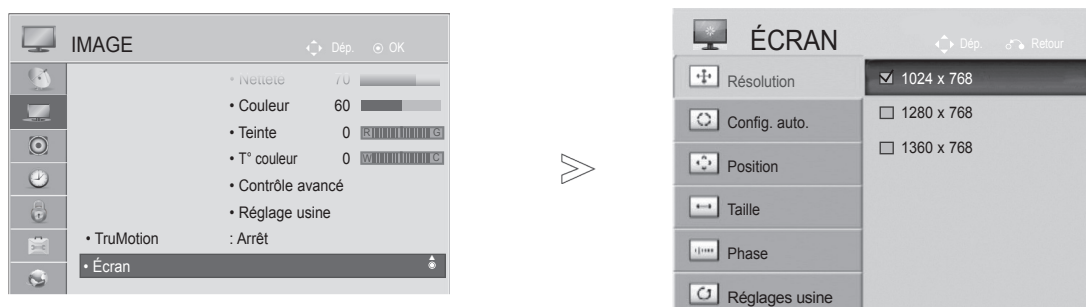 IMAGE
Dép. OK
• Netteté 70
• Couleur 60
• Teinte 0 R G
• T° couleur 0 W C
• Contrôle avancé
• Réglage usine
• TruMotion : Arrêt
• Écran
ÉCRAN
Dép. Retour
Résolution
Config. auto.
Position
Taille
Phase
Réglages usine
1024 x 768
1280 x 768
1360 x 768